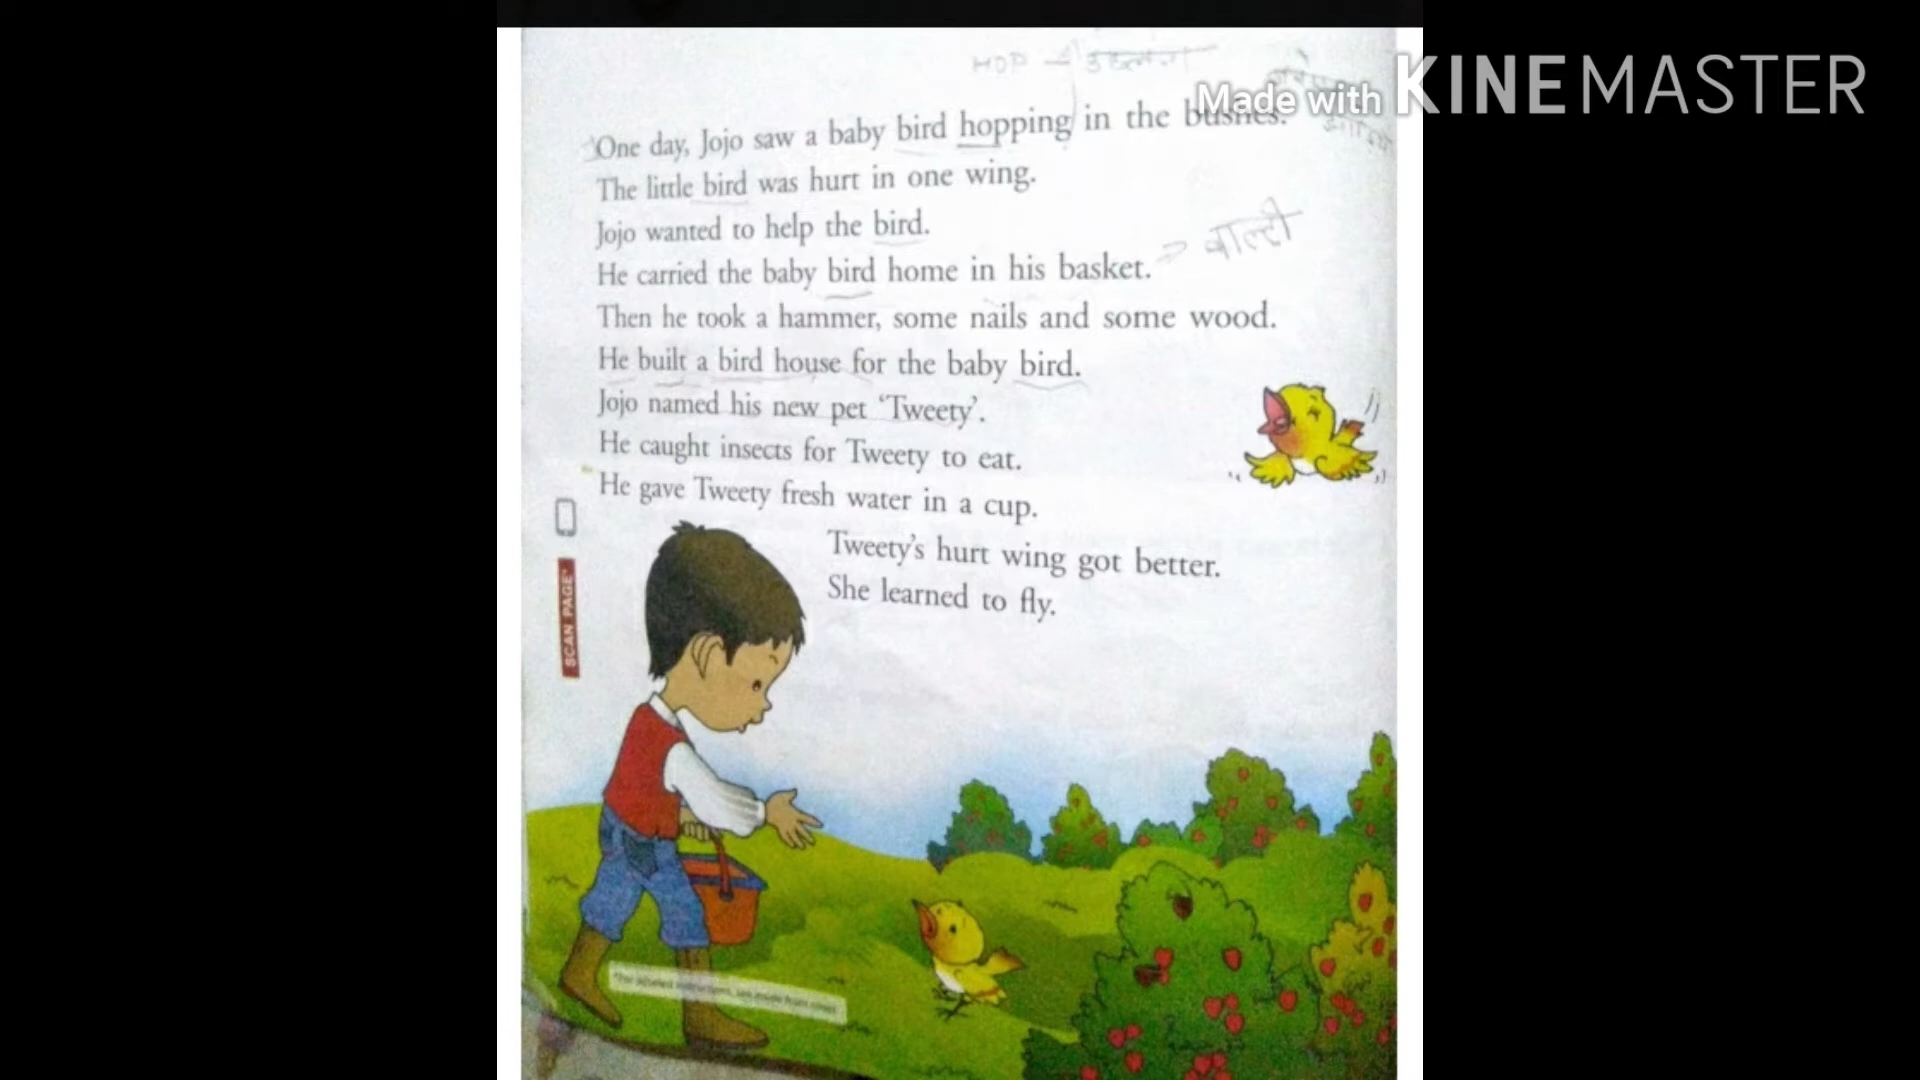 HOP → उछलना
Made with KINEMASTER
One day, Jojo saw a baby bird hopping in the bushes.
The little bird was hurt in one wing.
Jojo wanted to help the bird.
बाल्टी
He carried the baby bird home in his basket.
Then he took a hammer, some nails and some wood.
He built a bird house for the baby bird.
Jojo named his new pet ‘Tweety’.
He caught insects for Tweety to eat.
He gave Tweety fresh water in a cup.
Tweety’s hurt wing got better.
She learned to fly.
SCAN PAGE*